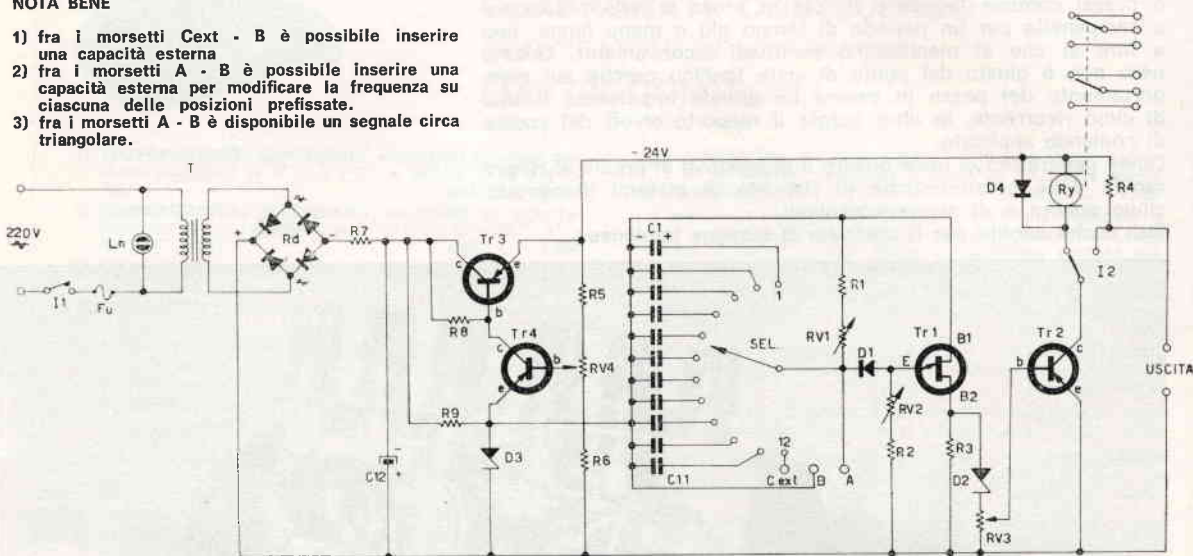 NOTA BENE
1) fra i morsetti Cext - B è possibile inserire
una capacità esterna
2) fra i morsetti A - B è possibile inserire una
capacità esterna per modificare la frequenza su
ciascuna delle posizioni prefissate.
3) fra i morsetti A - B è disponibile un segnale circa
triangolare.
- 24V
T
D4
Ry
R4
220V
Ln
Rd
R7
Tr 3
c
e
b
C1
+
1
I2
I1
Fu
+
R8
R5
R1
Tr4
c
b
e
RV4
SEL
RV1
D1
Tr 1
B1
E
B2
Tr 2
b
c
e
USCITA
R9
RV2
D3
R6
C12
-
+
12
C11
C ext
B
A
R2
R3
D2
RV3